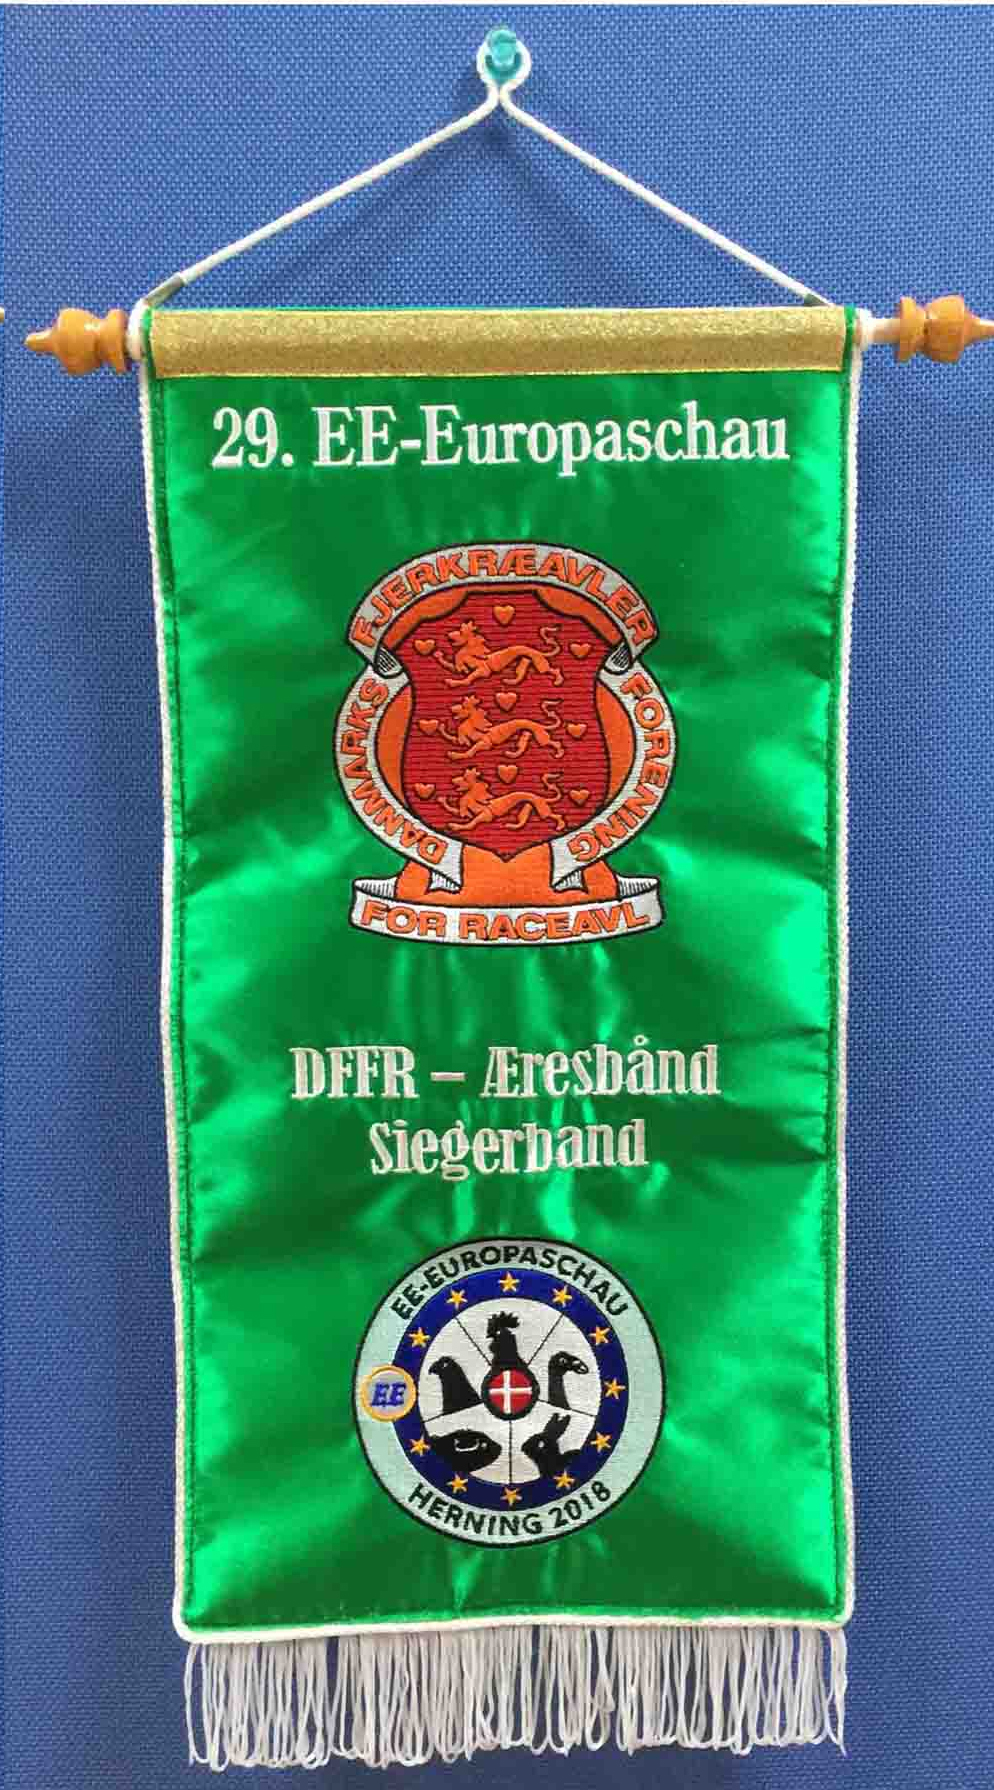 29. EE-Europaschau
FJERKRÆAVLER
DANMARKS
FORENING
FOR RACEAVL
DFFR – Æresbånd
Siegerband
EE-EUROPASCHAU
EE
HERNING 2018